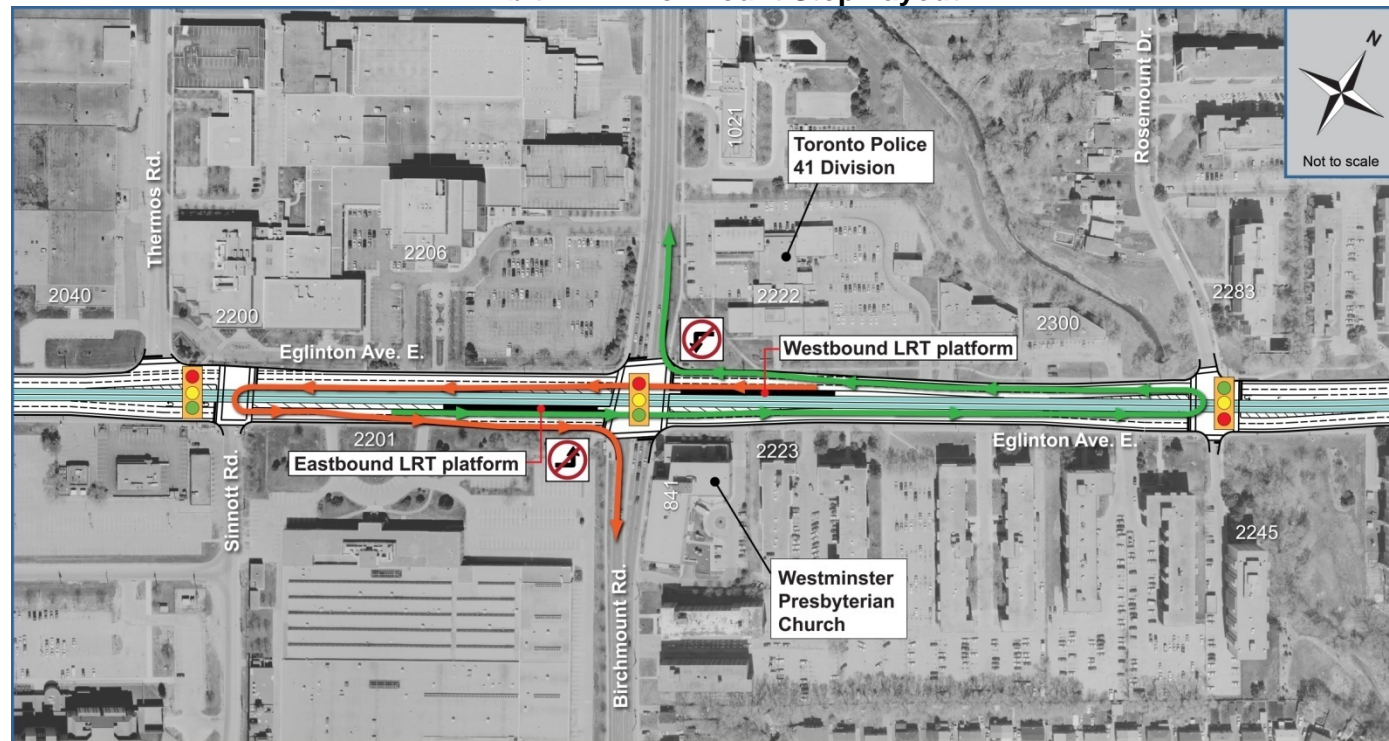 Stop Layout
N
Not to scale
Thermos Rd.
1021
Toronto Police
41 Division
Rosemount Dr.
2040
2200
2206
2222
2300
2283
Eglinton Ave. E.
Westbound LRT platform
2201
Eastbound LRT platform
Eglinton Ave. E.
Sinnott Rd.
Birchmount Rd.
841
2223
2245
Westminster
Presbyterian
Church